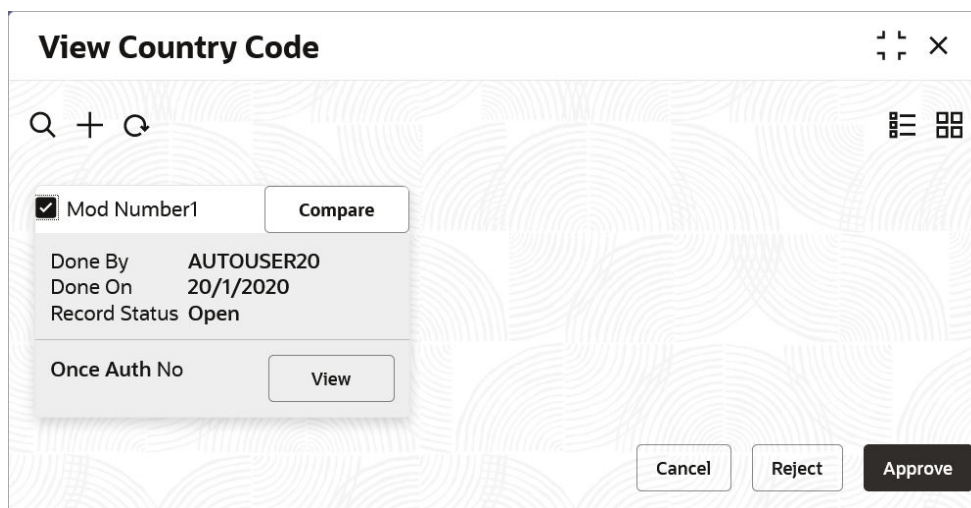 View Country Code
Mod Number1 Compare
Done By AUTOUSER20
Done On 20/1/2020
Record Status Open
Once Auth No View
Cancel Reject Approve